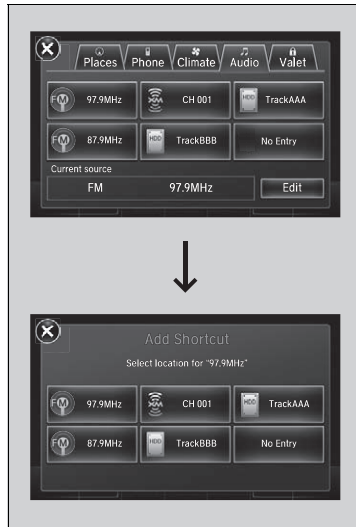 Places Phone Climate Audio Valet
FM 97.9MHz XM CH 001 HDD TrackAAA
FM 87.9MHz HDD TrackBBB No Entry
Current source
FM 97.9MHz Edit
Add Shortcut
Select location for "97.9MHz"
FM 97.9MHz XM CH 001 HDD TrackAAA
FM 87.9MHz HDD TrackBBB No Entry